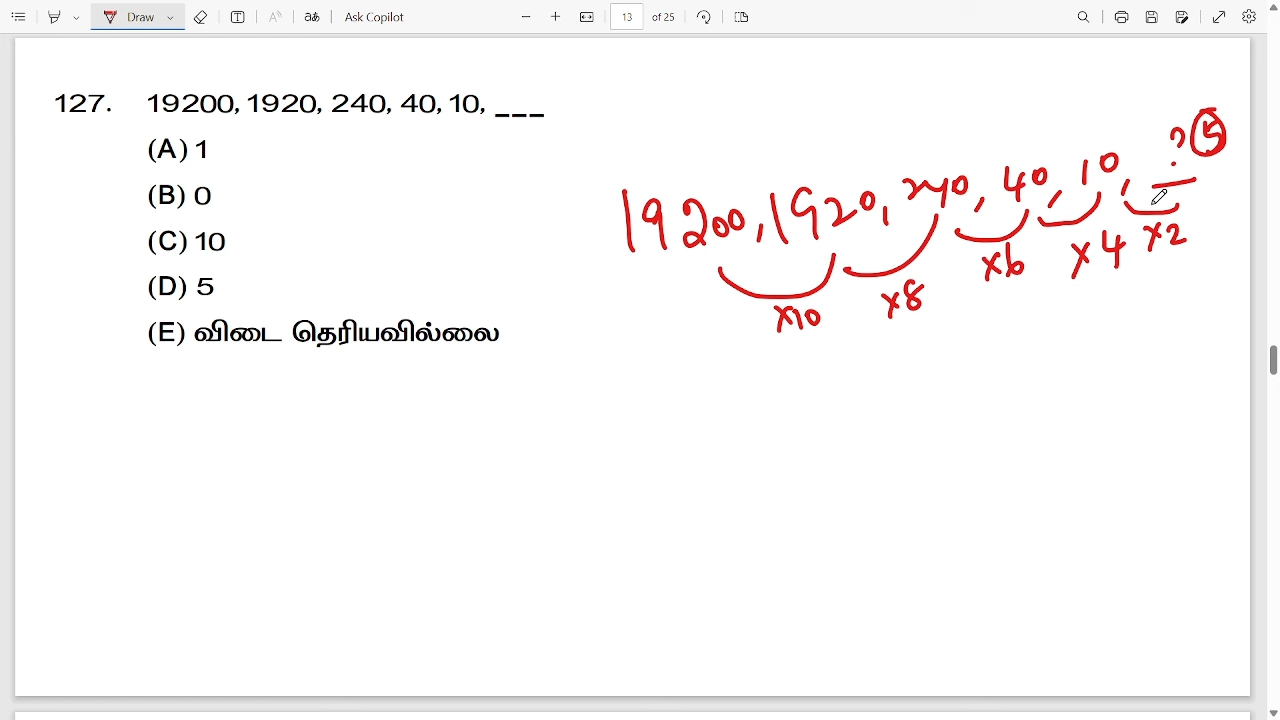 Draw
Ask Copilot
13 of 25
127. 19200, 1920, 240, 40, 10, ___
(A) 1
(B) 0
(C) 10
(D) 5
(E) விடை தெரியவில்லை
19200, 1920, 240, 40, 10, ? 5
x10 x8 x6 x4 x2